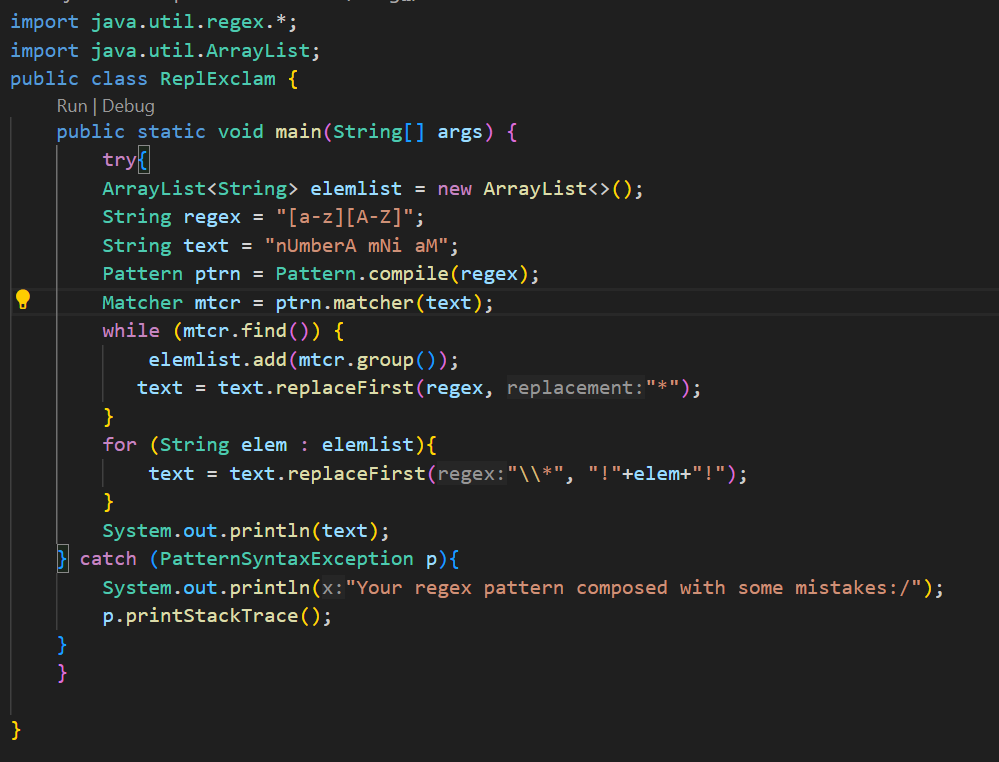 import java.util.regex.*;
import java.util.ArrayList;
public class ReplExclam {
Run | Debug
public static void main(String[] args) {
try{
ArrayList<String> elemlist = new ArrayList<>();
String regex = "[a-z][A-Z]";
String text = "nUmberA mNi aM";
Pattern ptrn = Pattern.compile(regex);
Matcher mtcr = ptrn.matcher(text);
while (mtcr.find()) {
elemlist.add(mtcr.group());
text = text.replaceFirst(regex, replacement:"*");
}
for (String elem : elemlist){
text = text.replaceFirst(regex:"\\*", "!"+elem+"!");
}
System.out.println(text);
} catch (PatternSyntaxException p){
System.out.println(x:"Your regex pattern composed with some mistakes:/");
p.printStackTrace();
}
}
}